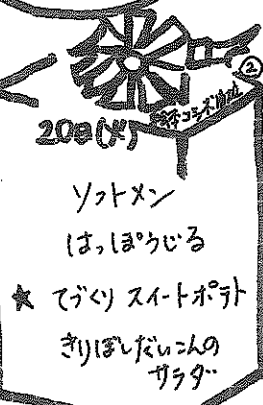 ②
20日(火)
ソフトメン
はっぽうじる
★ てづくり スイートポテト
きりぼしだいこんの
サラダ